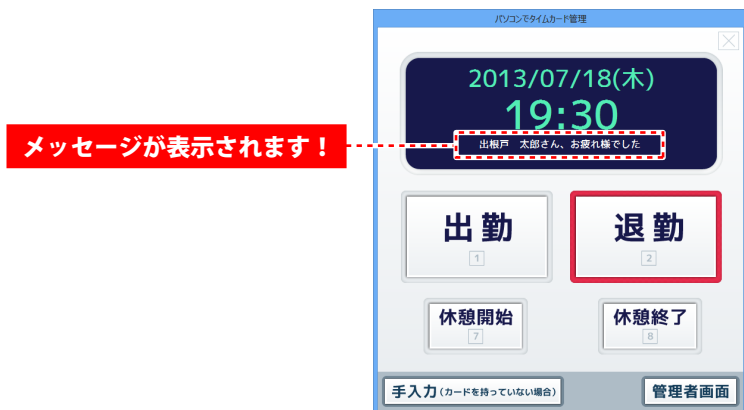 パソコンでタイムカード管理
2013/07/18(木)
19:30
メッセージが表示されます！
出根戸　太郎さん、お疲れ様でした
出勤
1
退勤
2
休憩開始
7
休憩終了
8
手入力(カードを持っていない場合)
管理者画面